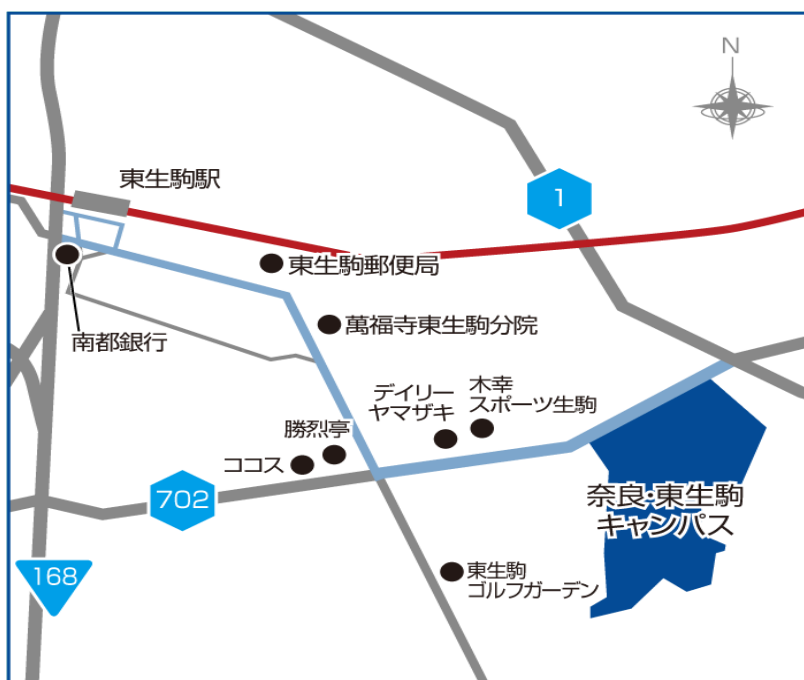 N
1
東生駒駅
東生駒郵便局
萬福寺東生駒分院
南都銀行
デイリー
ヤマザキ
木幸
スポーツ生駒
勝烈亭
ココス
702
奈良・東生駒
キャンパス
168
東生駒
ゴルフガーデン